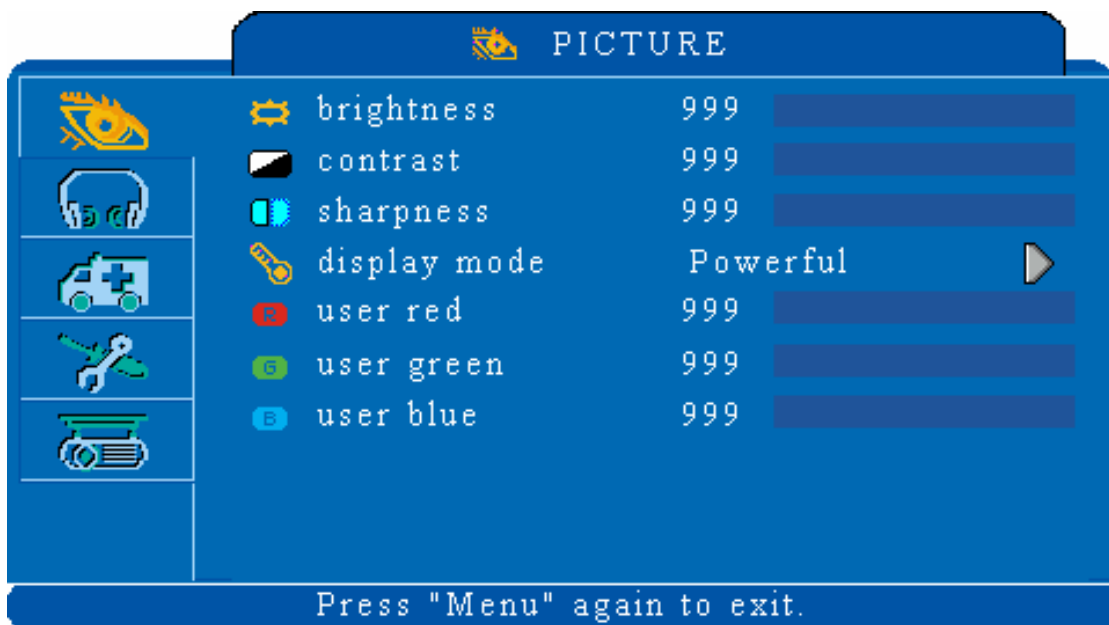 PICTURE
brightness 999
contrast 999
sharpness 999
display mode Powerful
R user red 999
G user green 999
B user blue 999
Press "Menu" again to exit.